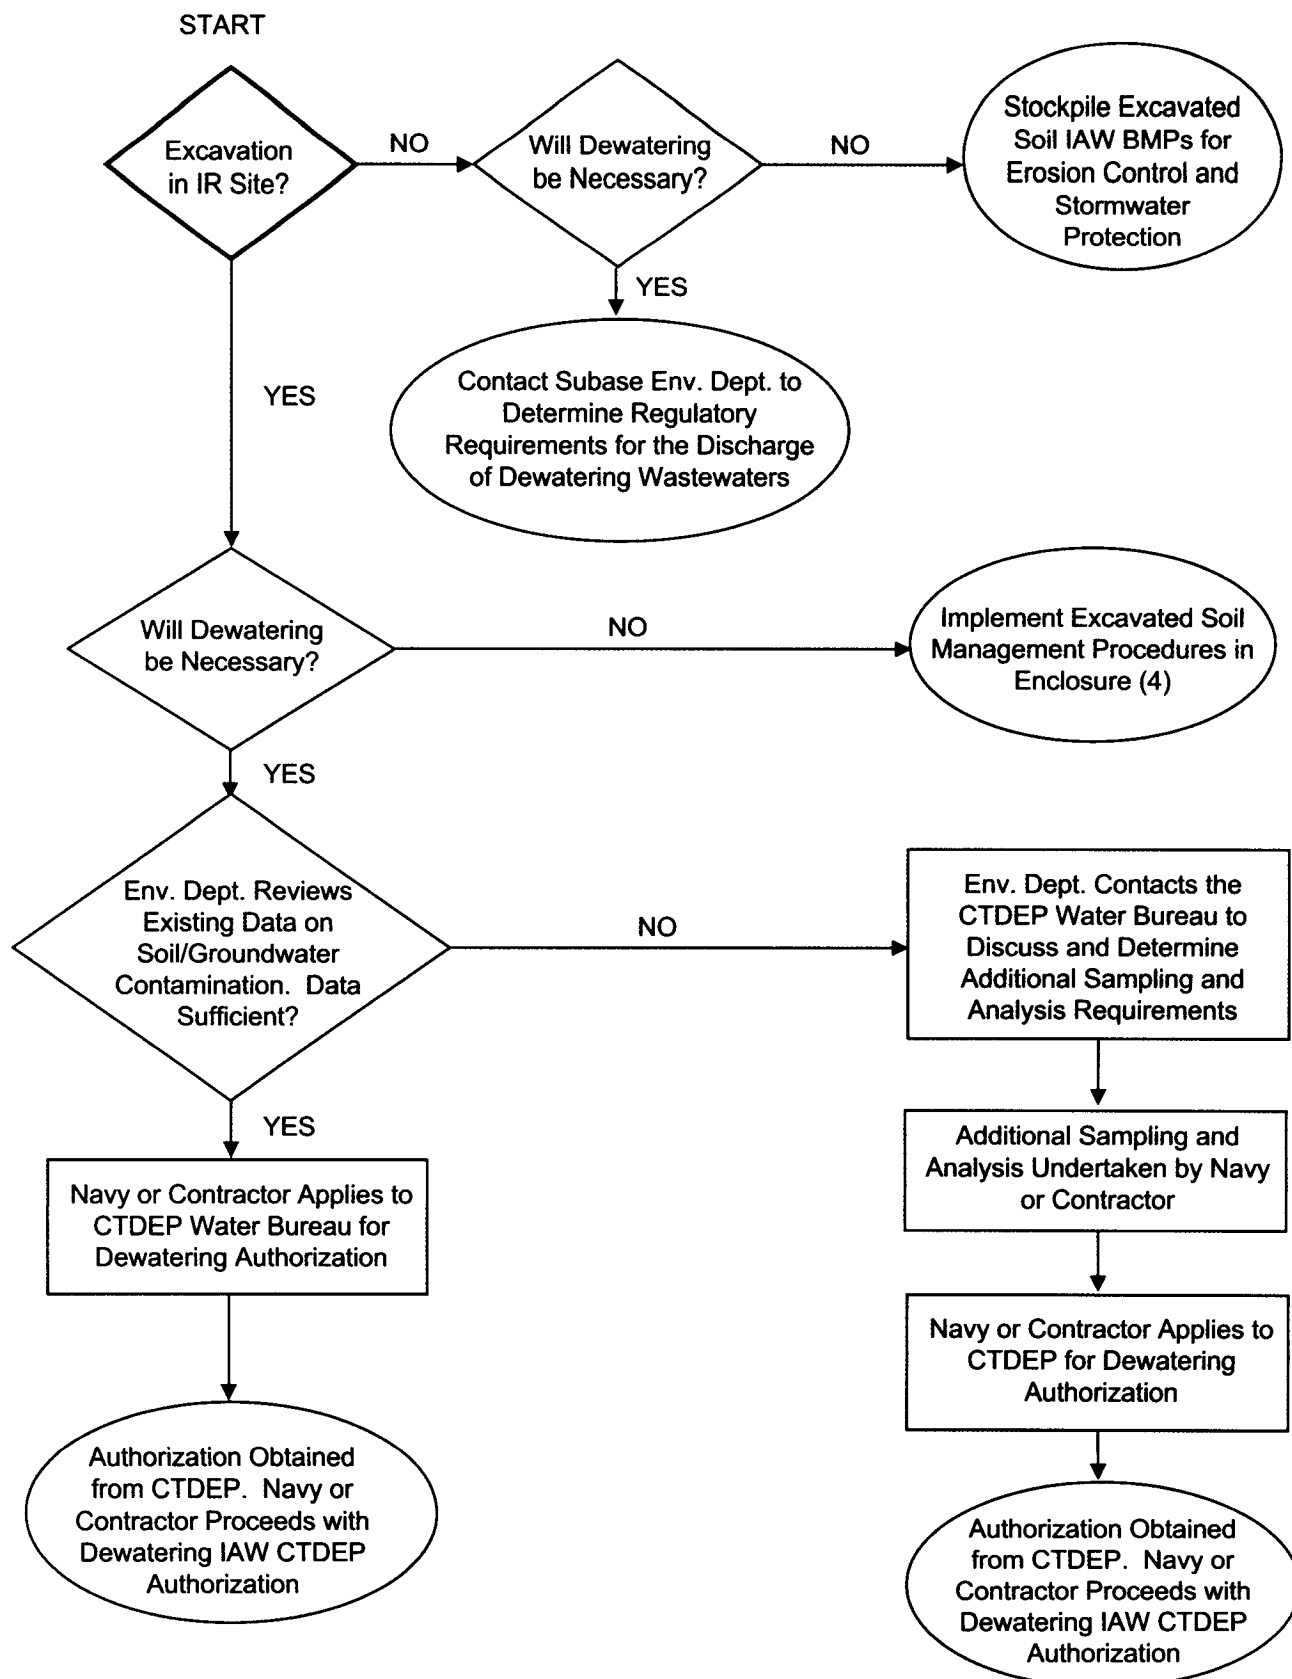 START
Excavation
in IR Site?
NO
Will Dewatering
be Necessary?
NO
Stockpile Excavated
Soil IAW BMPs for
Erosion Control and
Stormwater
Protection
YES
Contact Subase Env. Dept. to
Determine Regulatory
Requirements for the Discharge
of Dewatering Wastewaters
YES
Will Dewatering
be Necessary?
NO
Implement Excavated Soil
Management Procedures in
Enclosure (4)
YES
Env. Dept. Reviews
Existing Data on
Soil/Groundwater
Contamination. Data
Sufficient?
NO
Env. Dept. Contacts the
CTDEP Water Bureau to
Discuss and Determine
Additional Sampling and
Analysis Requirements
YES
Navy or Contractor Applies to
CTDEP Water Bureau for
Dewatering Authorization
Additional Sampling and
Analysis Undertaken by Navy
or Contractor
Navy or Contractor Applies to
CTDEP for Dewatering
Authorization
Authorization Obtained
from CTDEP. Navy or
Contractor Proceeds with
Dewatering IAW CTDEP
Authorization
Authorization Obtained
from CTDEP. Navy or
Contractor Proceeds with
Dewatering IAW CTDEP
Authorization